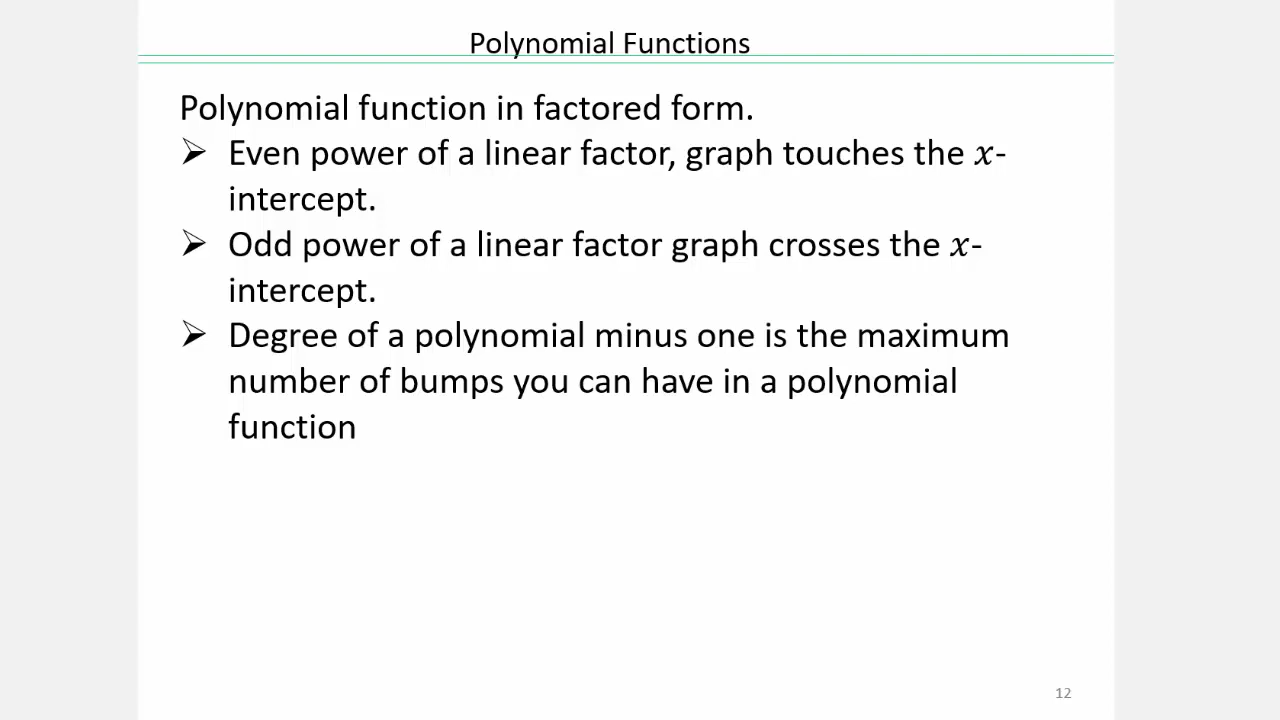 Polynomial Functions
Polynomial function in factored form.
➢ Even power of a linear factor, graph touches the x-
intercept.
➢ Odd power of a linear factor graph crosses the x-
intercept.
➢ Degree of a polynomial minus one is the maximum
number of bumps you can have in a polynomial
function
12